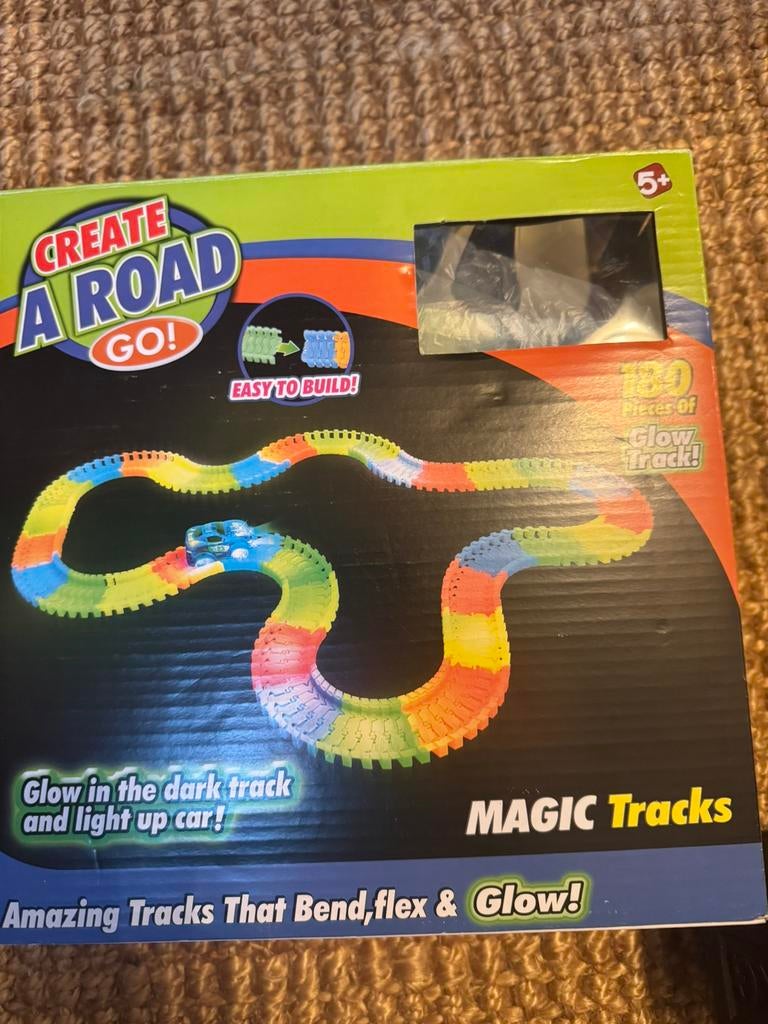 5+
CREATE
A ROAD
GO!
EASY TO BUILD!
180
Pieces Of
Glow
Track!
Glow in the dark track
and light up car!
MAGIC Tracks
Amazing Tracks That Bend,flex & Glow!